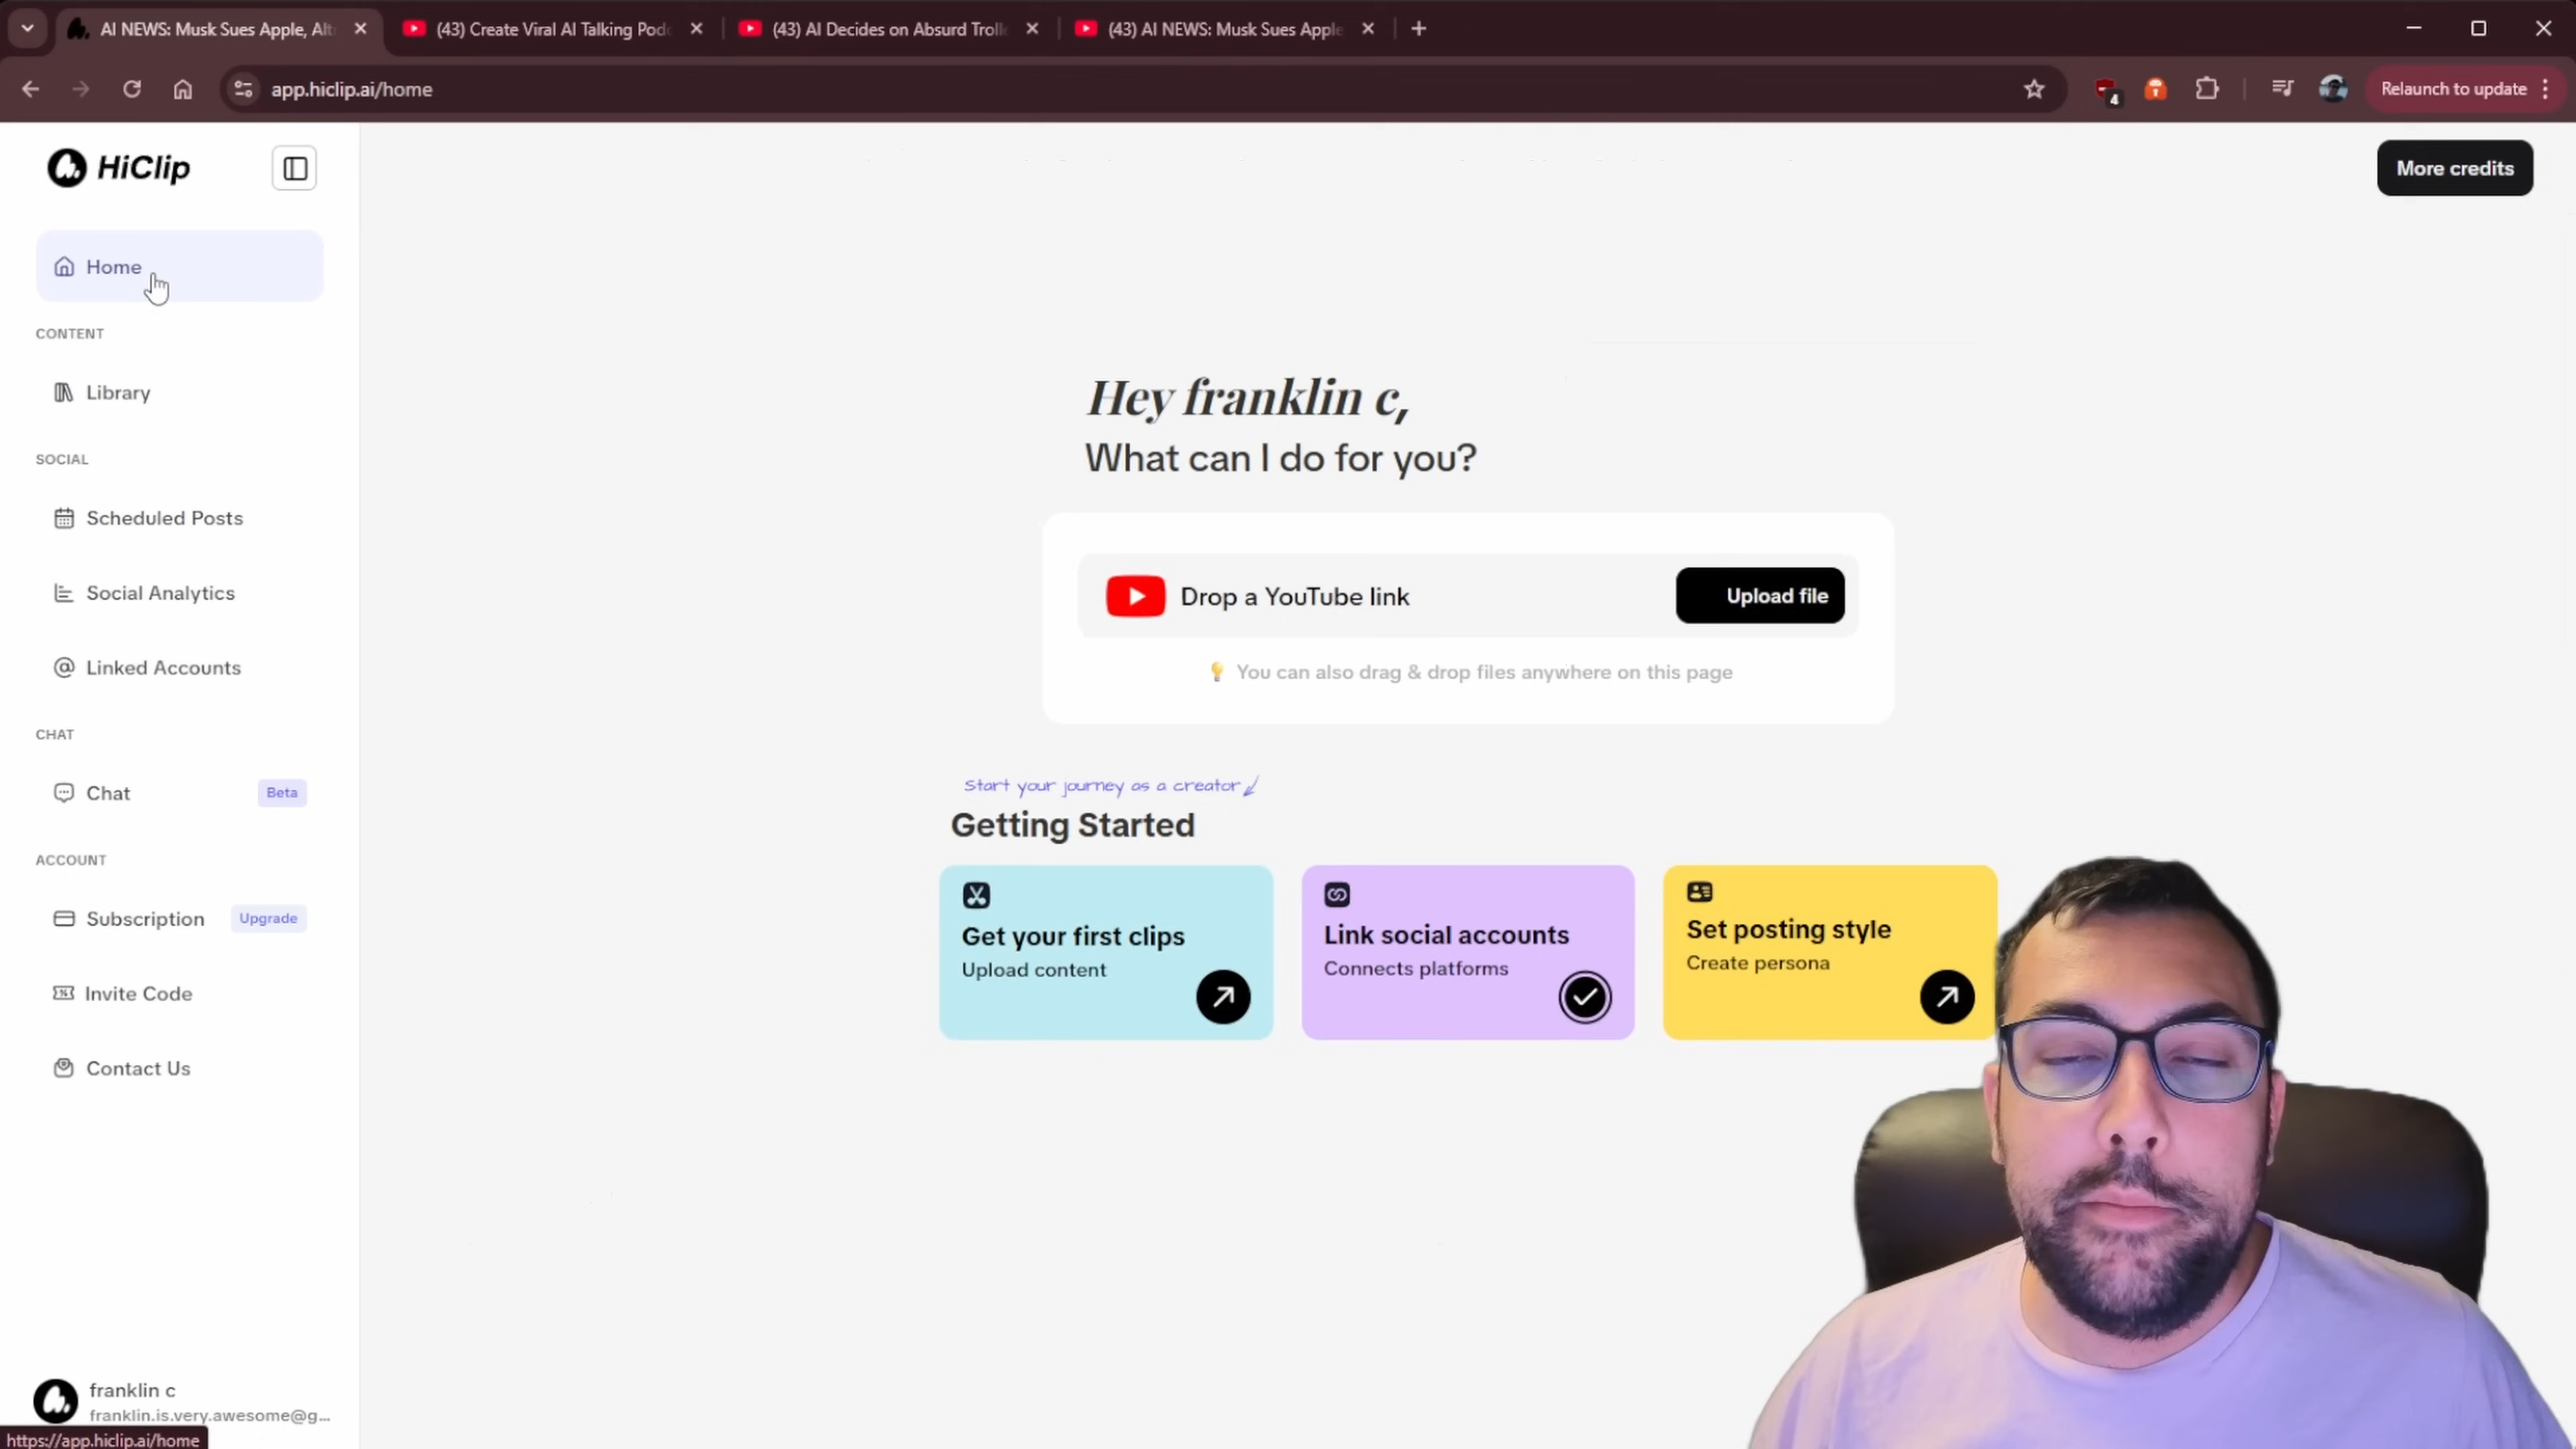 AI NEWS: Musk Sues Apple, Alt
(43) Create Viral AI Talking Podc
(43) AI Decides on Absurd Troll
(43) AI NEWS: Musk Sues Apple
app.hiclip.ai/home
4
Relaunch to update
HiClip
More credits
Home
CONTENT
Library
SOCIAL
Scheduled Posts
Social Analytics
Linked Accounts
CHAT
Chat
Beta
ACCOUNT
Subscription
Upgrade
Invite Code
Contact Us
Hey franklin c,
What can I do for you?
Drop a YouTube link
Upload file
You can also drag & drop files anywhere on this page
Start your journey as a creator
Getting Started
Get your first clips
Upload content
Link social accounts
Connects platforms
Set posting style
Create persona
franklin c
franklin.is.very.awesome@g...
https://app.hiclip.ai/home